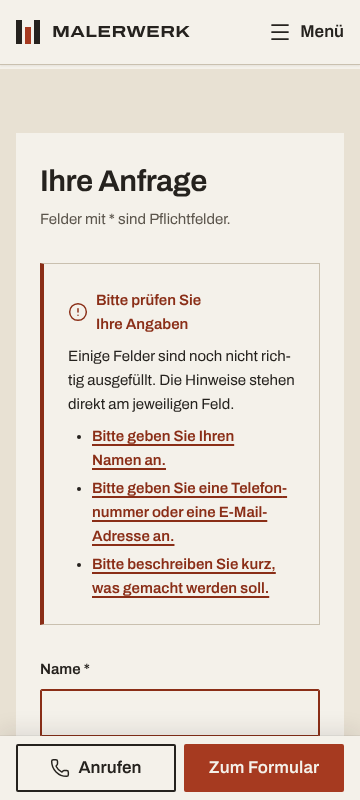 MALERWERK
Menü
Ihre Anfrage
Felder mit * sind Pflichtfelder.
Bitte prüfen Sie
Ihre Angaben
Einige Felder sind noch nicht rich-
tig ausgefüllt. Die Hinweise stehen
direkt am jeweiligen Feld.
• Bitte geben Sie Ihren
Namen an.
• Bitte geben Sie eine Telefon-
nummer oder eine E-Mail-
Adresse an.
• Bitte beschreiben Sie kurz,
was gemacht werden soll.
Name *
Anrufen
Zum Formular